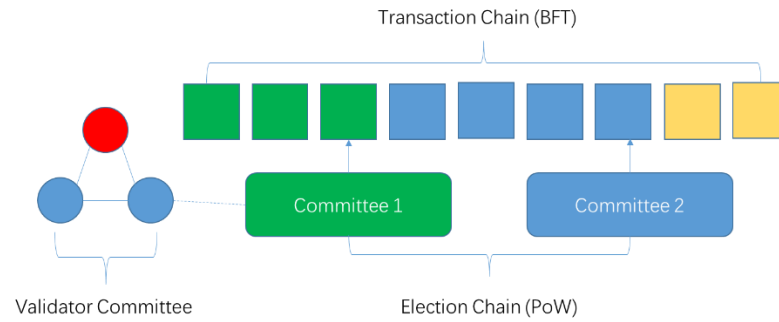 Transaction Chain (BFT)
Committee 1
Committee 2
Validator Committee
Election Chain (PoW)